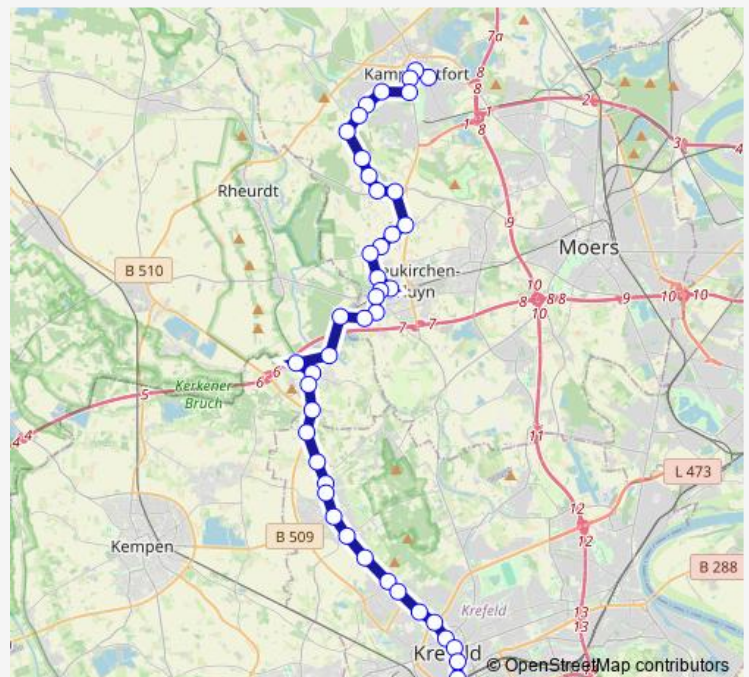 7a
Kamp-Lintfort
8
8
2
1
1
8
3
4
Rheurdt
9
Moers
B 510
Neukirchen-
Vluyn
10
8 8 8
9
10
10
10
7
7
6
6
5
Kerkener
Bruch
4
4
11
L 473
12
12
Kempen
B 509
B 288
Krefeld
13
13
Krefeld
© OpenStreetMap contributors